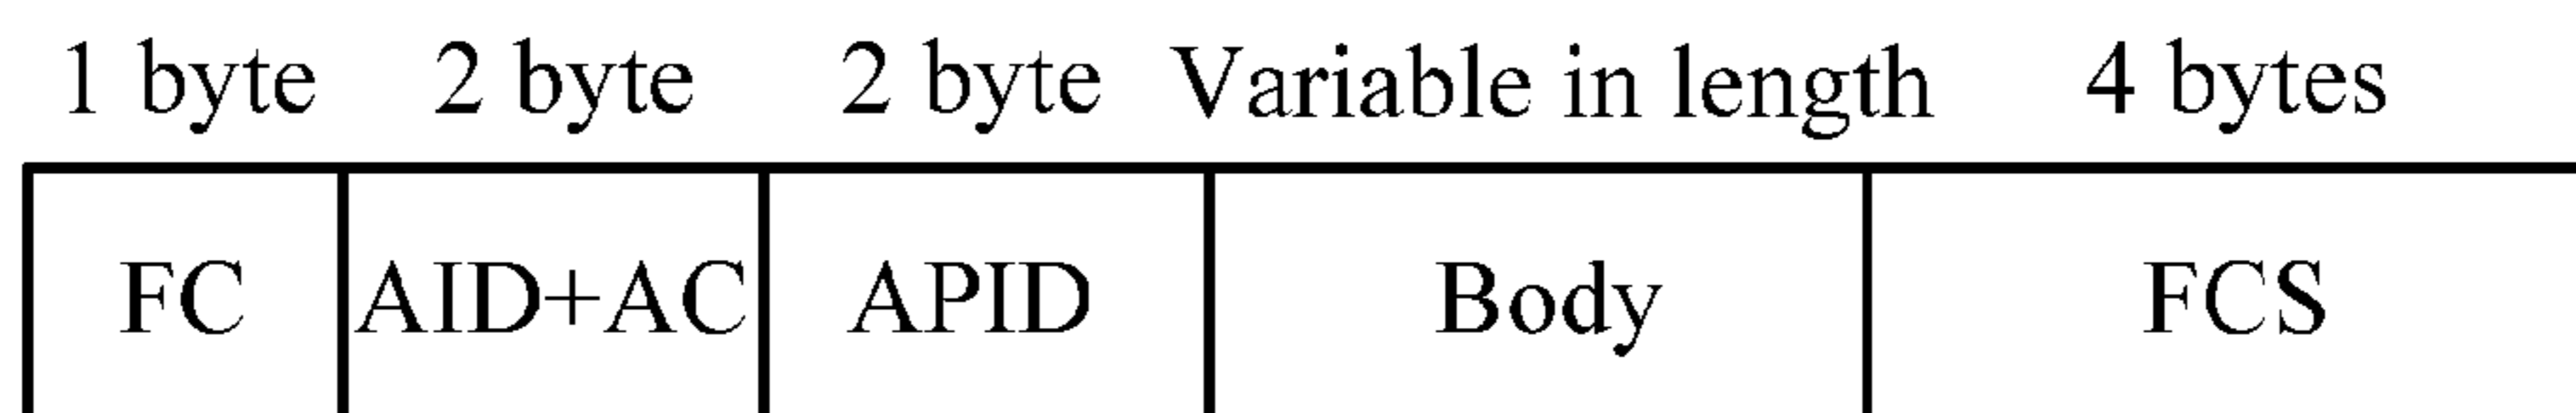 1 byte 2 byte 2 byte Variable in length 4 bytes
FC AID+AC APID Body FCS